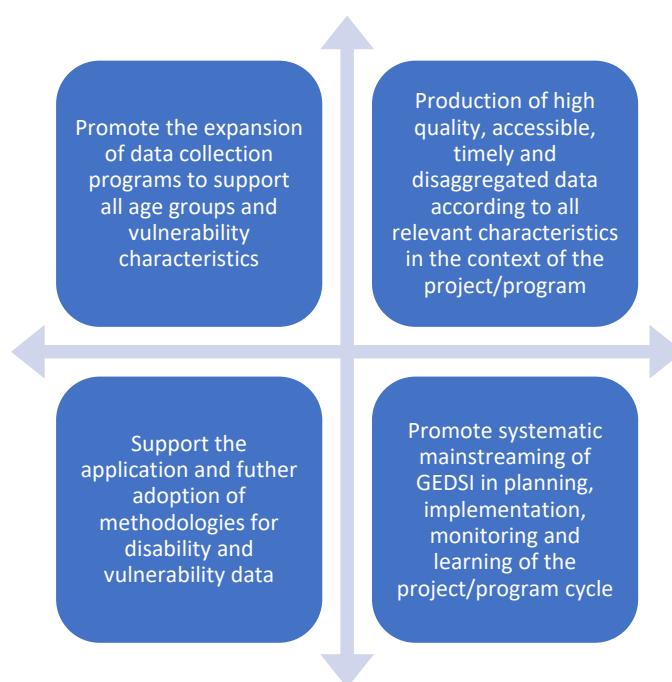 Promote the expansion
of data collection
programs to support
all age groups and
vulnerability
characteristics
Production of high
quality, accessible,
timely and
disaggregated data
according to all
relevant characteristics
in the context of the
project/program
Support the
application and futher
adoption of
methodologies for
disability and
vulnerability data
Promote systematic
mainstreaming of
GEDSI in planning,
implementation,
monitoring and
learning of the
project/program cycle